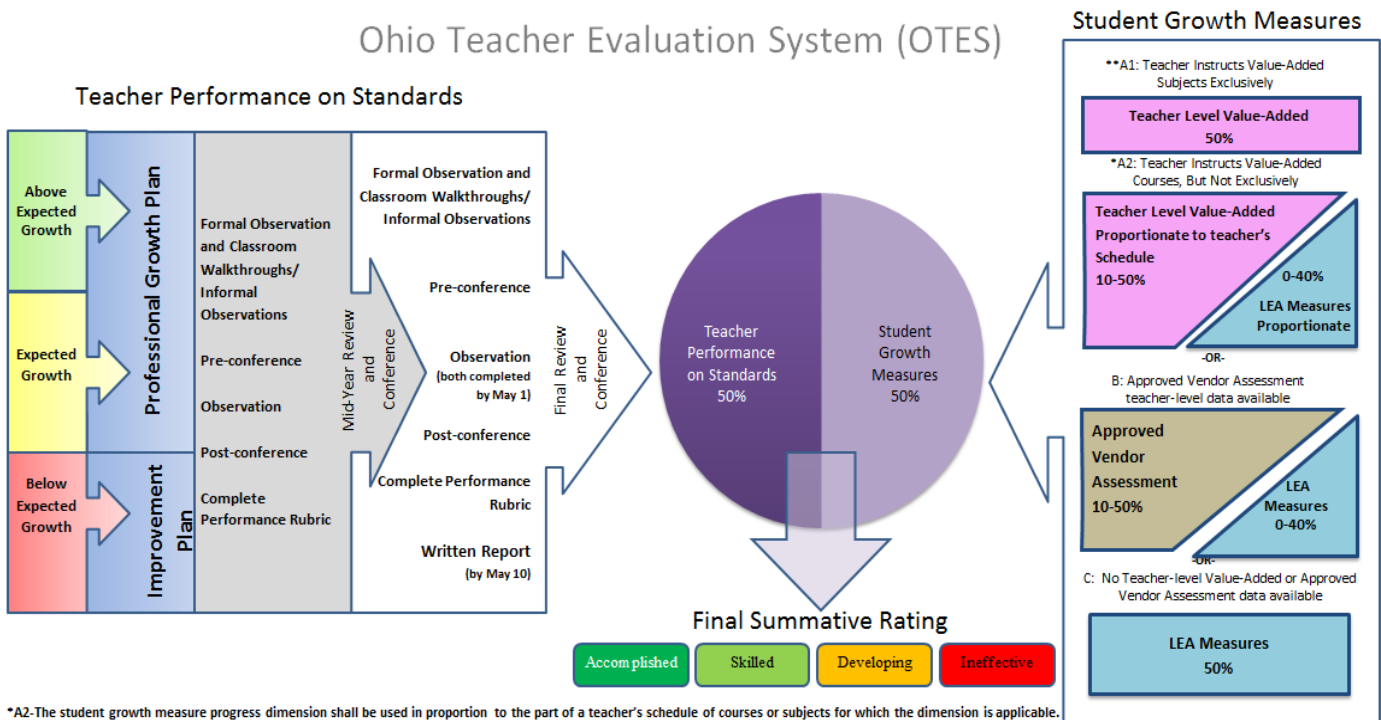 Ohio Teacher Evaluation System (OTES)
Teacher Performance on Standards
Above
Expected
Growth
Expected
Growth
Below
Expected
Growth
Professional Growth Plan
Improvement
Plan
Formal Observation
and Classroom
Walkthroughs/
Informal
Observations
Pre-conference
Observation
Post-conference
Complete
Performance Rubric
Mid-Year Review
and
Conference
Formal Observation and
Classroom Walkthroughs/
Informal Observations
Pre-conference
Observation
(both completed
by May 1)
Post-conference
Complete Performance
Rubric
Written Report
(by May 10)
Final Review
and
Conference
Teacher
Performance
on Standards
50%
Student
Growth
Measures
50%
Final Summative Rating
Accomplished
Skilled
Developing
Ineffective
Student Growth Measures
**A1: Teacher Instructs Value-Added
Subjects Exclusively
Teacher Level Value-Added
50%
*A2: Teacher Instructs Value-Added
Courses, But Not Exclusively
Teacher Level Value-Added
Proportionate to teacher's
Schedule
10-50%
0-40%
LEA Measures
Proportionate
-OR-
B: Approved Vendor Assessment
teacher-level data available
Approved
Vendor
Assessment
10-50%
LEA
Measures
0-40%
-OR-
C: No Teacher-level Value-Added or Approved
Vendor Assessment data available
LEA Measures
50%
*A2-The student growth measure progress dimension shall be used in proportion to the part of a teacher's schedule of courses or subjects for which the dimension is applicable.